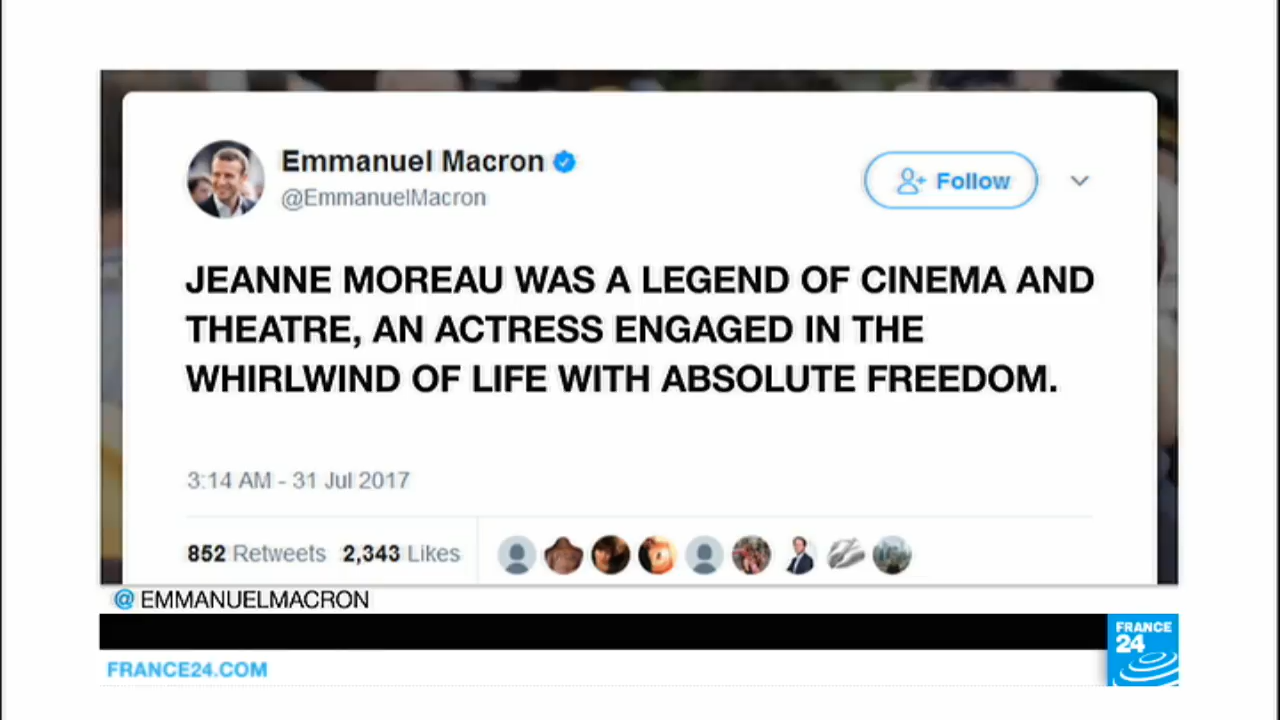 Emmanuel Macron
@EmmanuelMacron
Follow
JEANNE MOREAU WAS A LEGEND OF CINEMA AND
THEATRE, AN ACTRESS ENGAGED IN THE
WHIRLWIND OF LIFE WITH ABSOLUTE FREEDOM.
3:14 AM - 31 Jul 2017
852 Retweets 2,343 Likes
@ EMMANUELMACRON
FRANCE
24
FRANCE24.COM